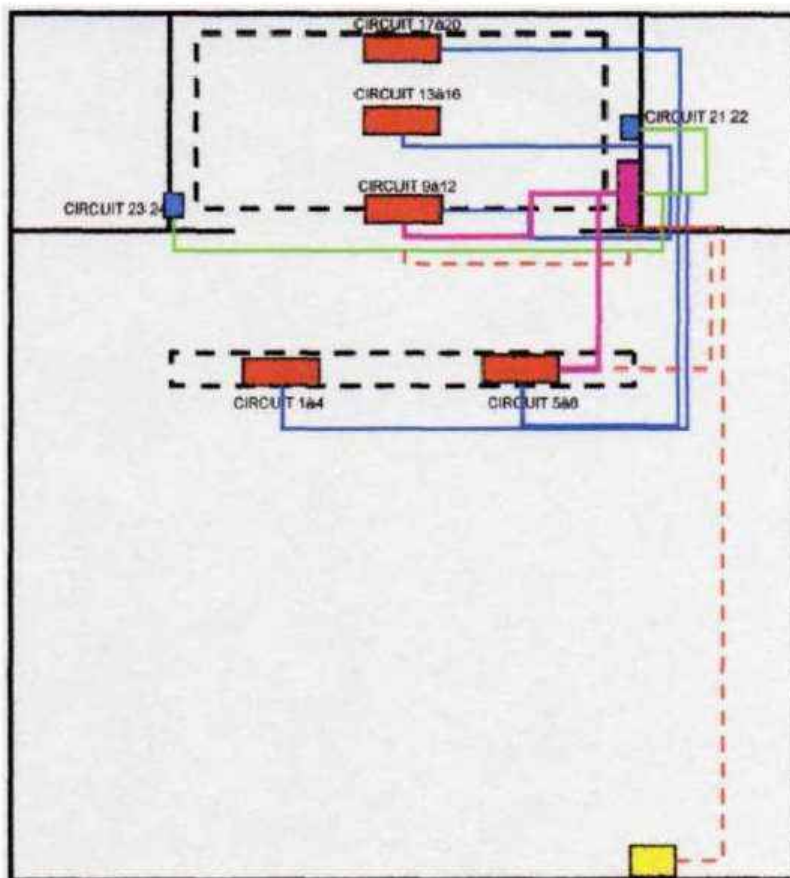 CIRCUIT 17à20
CIRCUIT 13à16
CIRCUIT 21 22
CIRCUIT 9à12
CIRCUIT 23 24
CIRCUIT 1à4
CIRCUIT 5à8